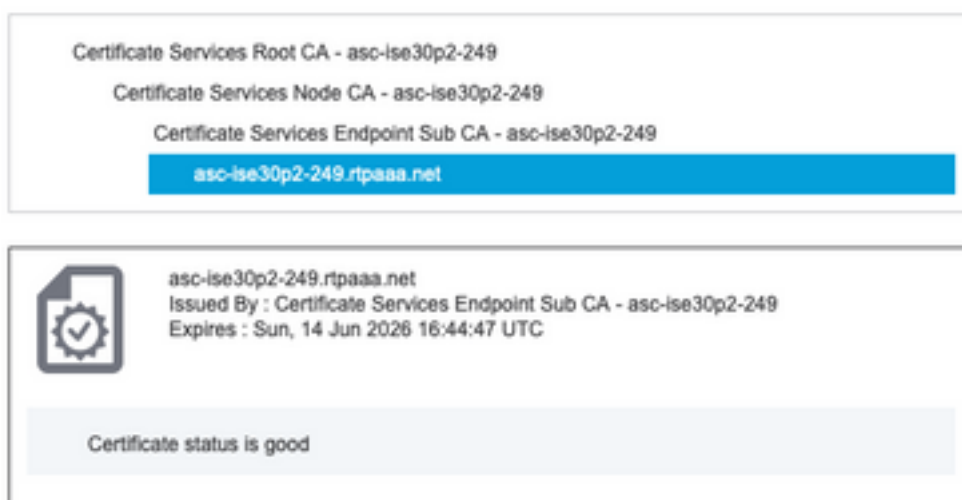 Certificate Services Root CA - asc-ise30p2-249
Certificate Services Node CA - asc-ise30p2-249
Certificate Services Endpoint Sub CA - asc-ise30p2-249
asc-ise30p2-249.rtpaaa.net
asc-ise30p2-249.rtpaaa.net
Issued By : Certificate Services Endpoint Sub CA - asc-ise30p2-249
Expires : Sun, 14 Jun 2026 16:44:47 UTC
Certificate status is good